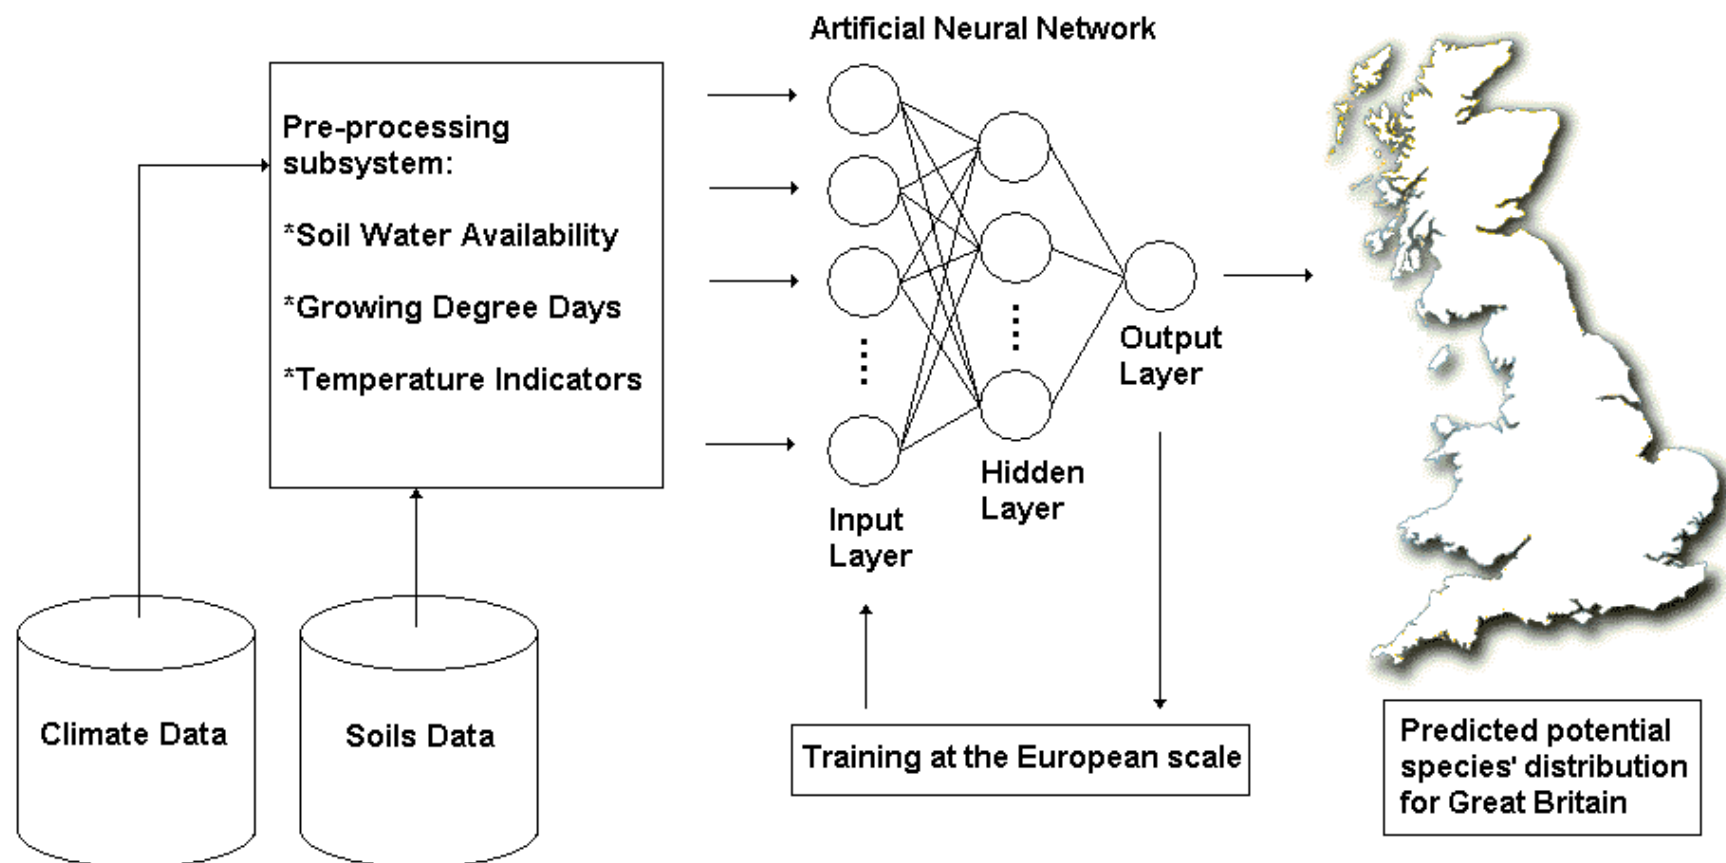 Artificial Neural Network
Pre-processing
subsystem:
*Soil Water Availability
*Growing Degree Days
*Temperature Indicators
Output
Layer
Hidden
Layer
Input
Layer
Climate Data
Soils Data
Training at the European scale
Predicted potential
species' distribution
for Great Britain